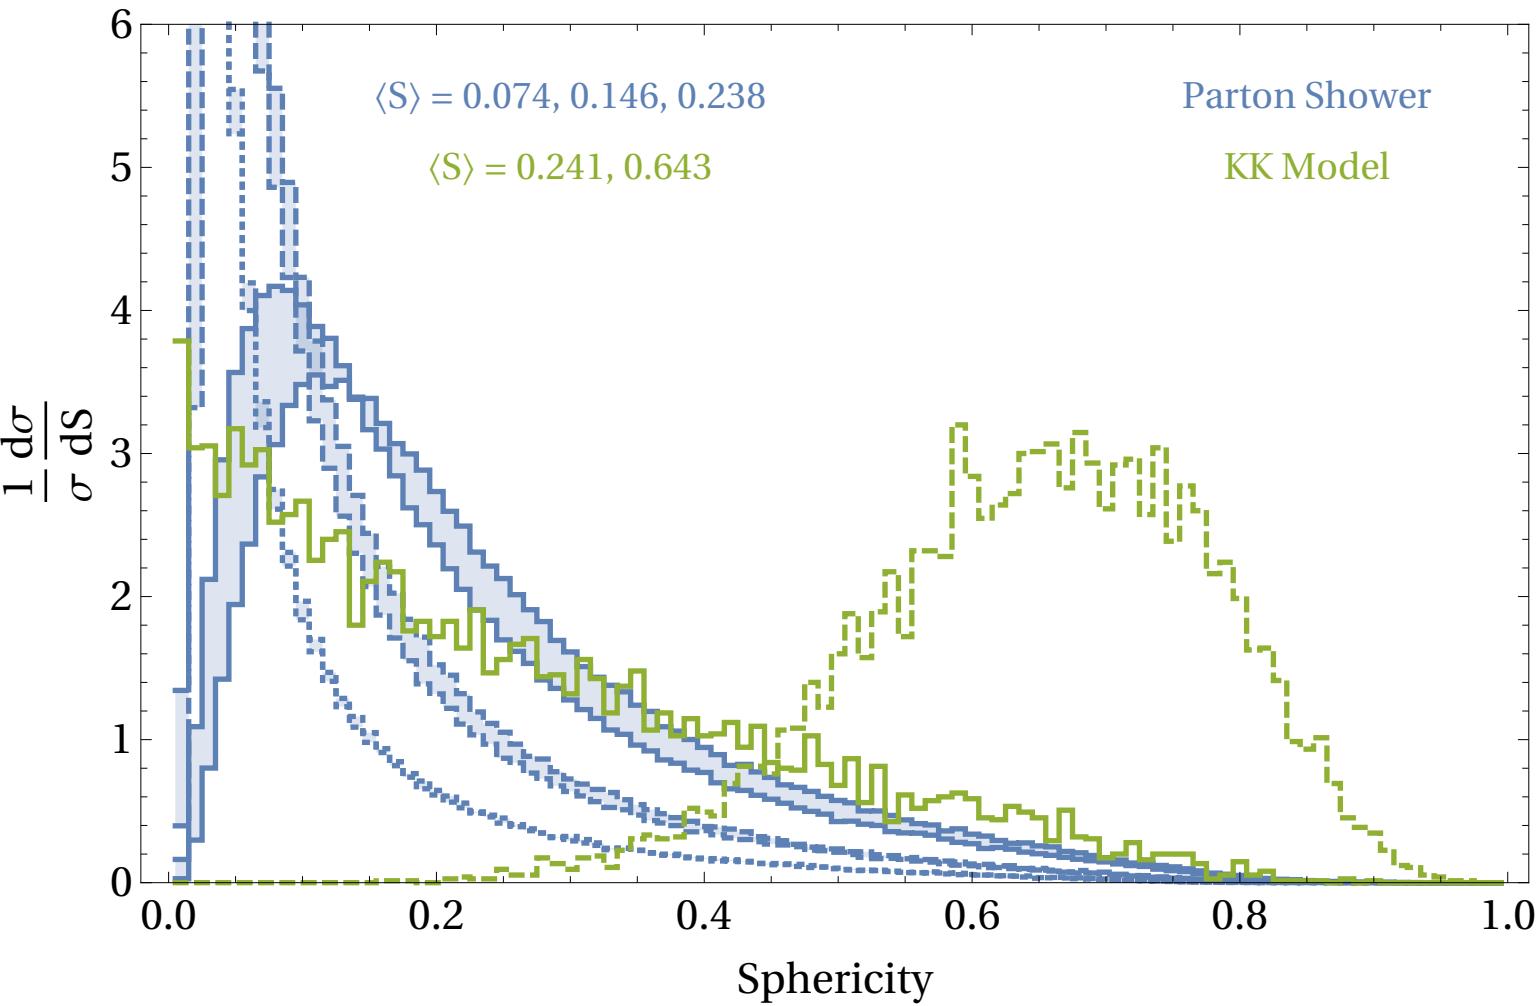 6
⟨S⟩ = 0.074, 0.146, 0.238
Parton Shower
5
⟨S⟩ = 0.241, 0.643
KK Model
4
1 dσ
σ dS
3
2
1
0
0.0 0.2 0.4 0.6 0.8 1.0
Sphericity